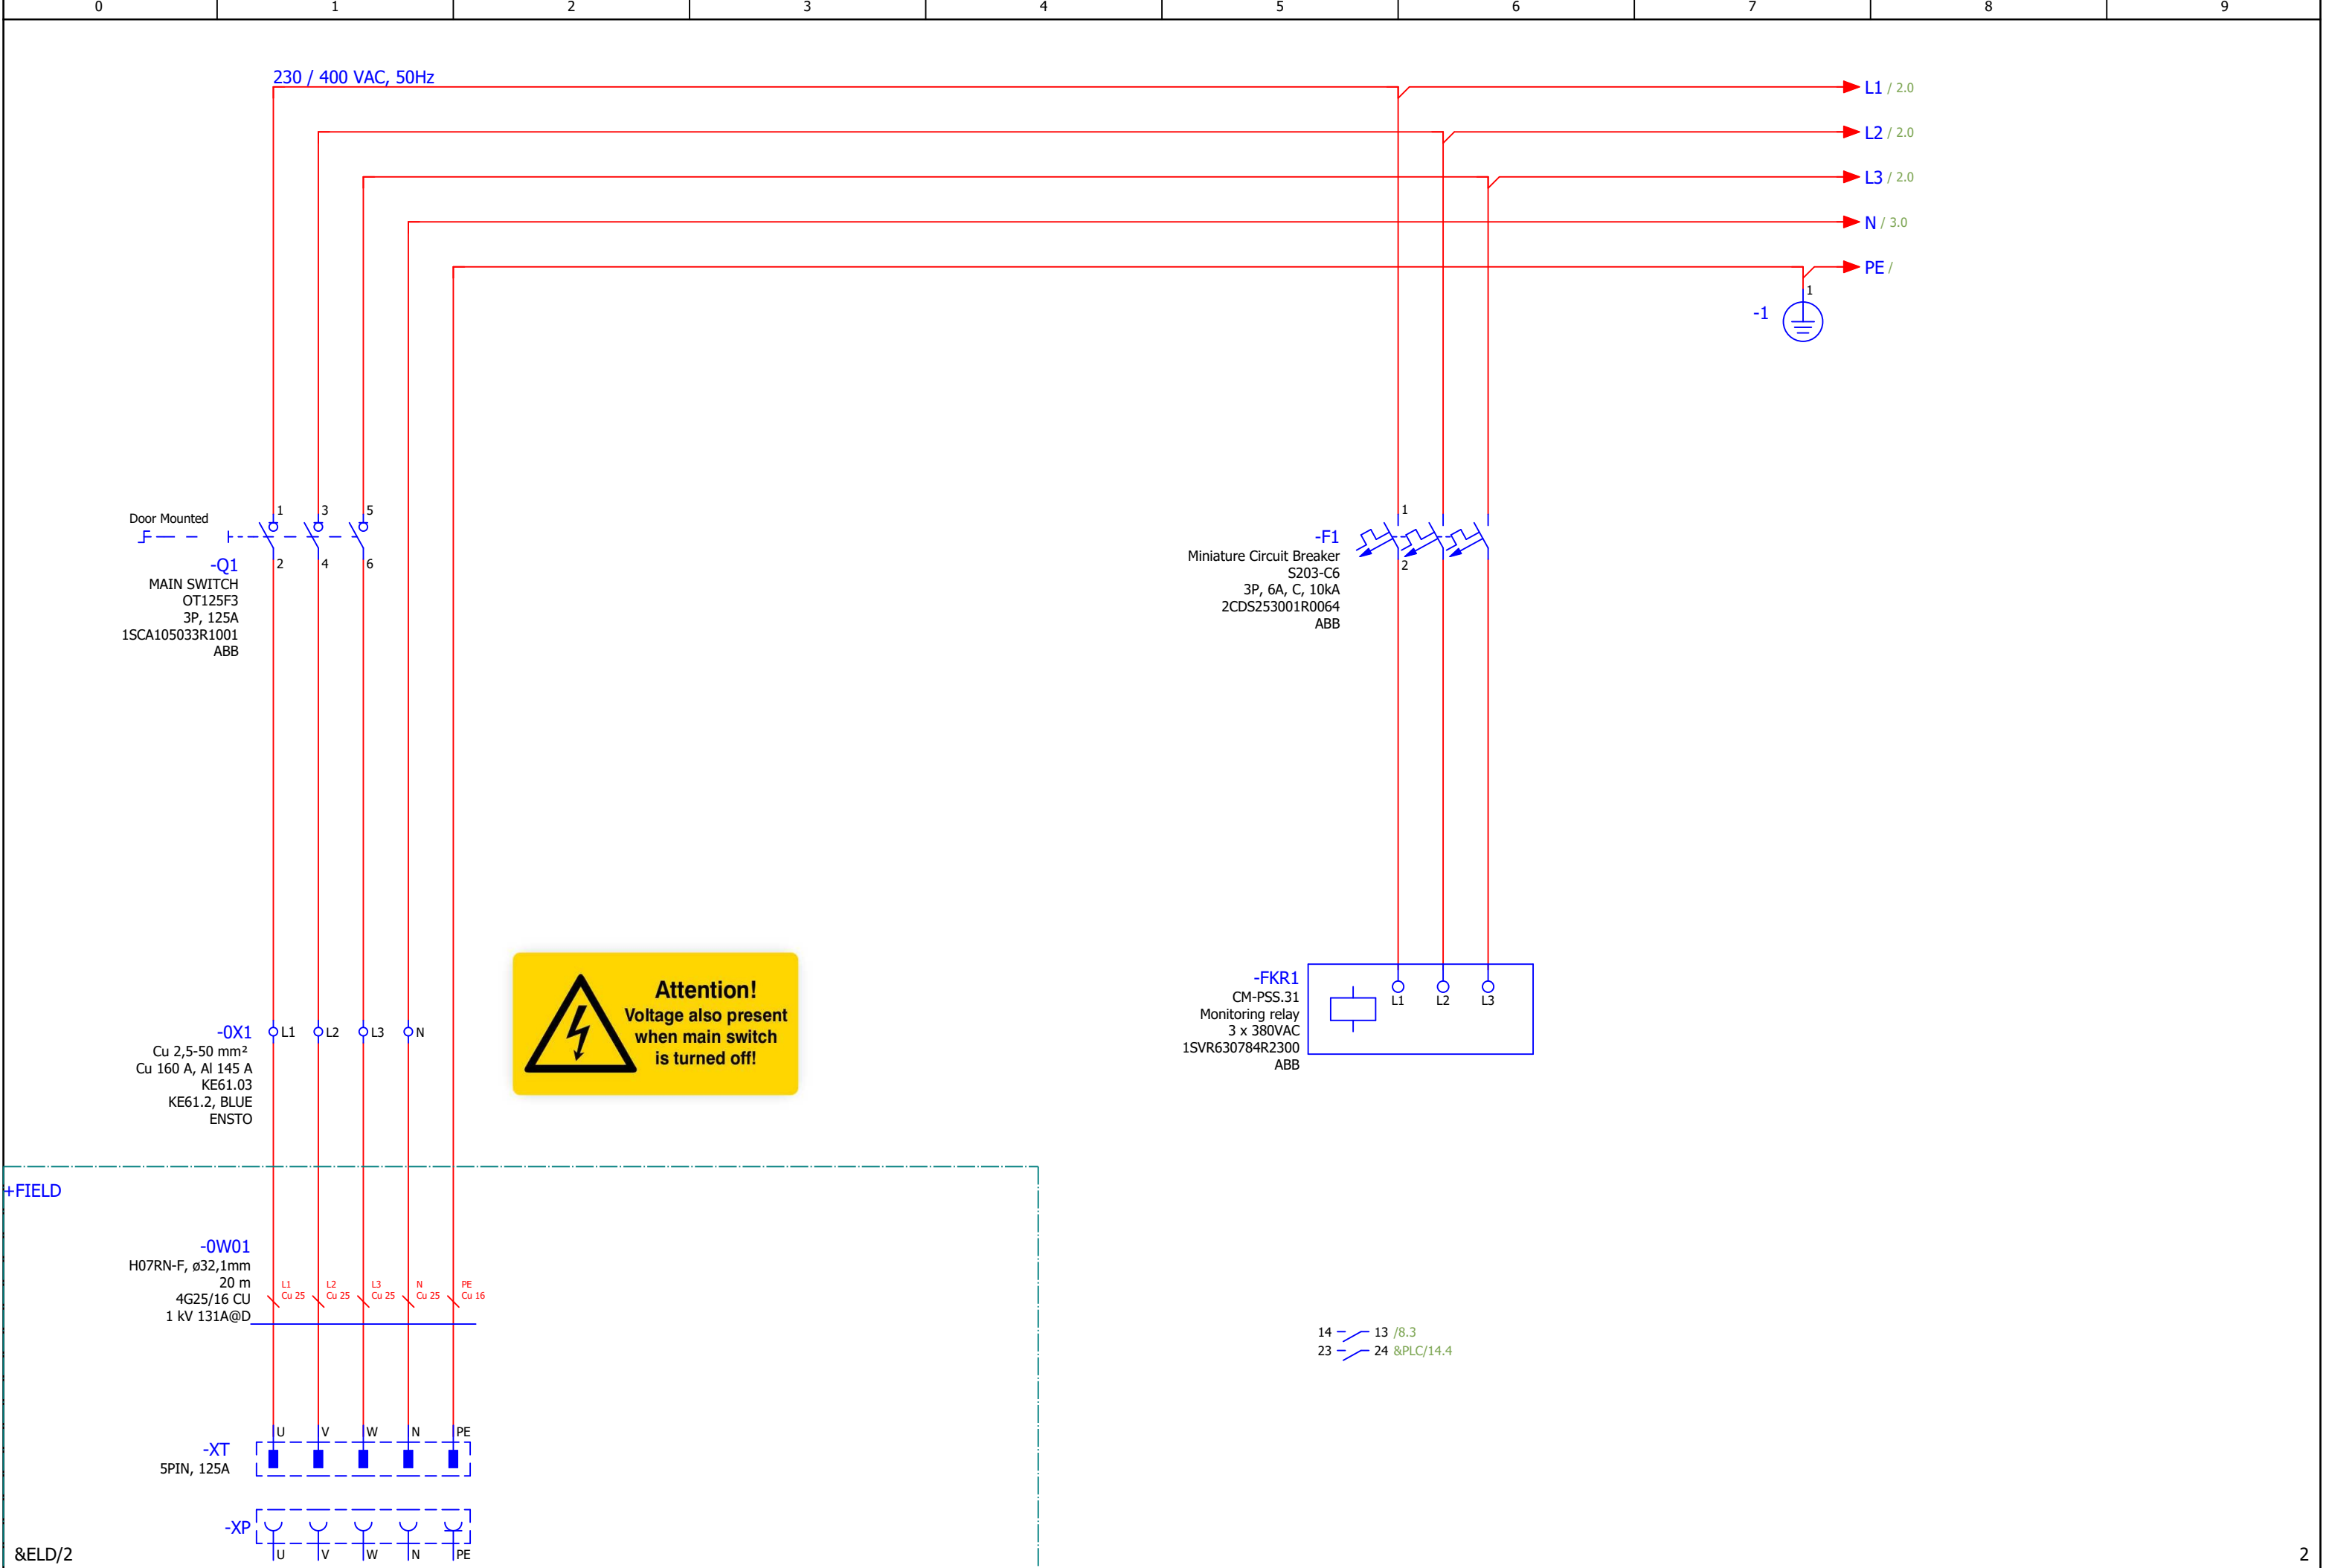 0 1 2 3 4 5 6 7 8 9
230 / 400 VAC, 50Hz
L1 / 2.0
L2 / 2.0
L3 / 2.0
N / 3.0
PE /
1
-1
Door Mounted
1 3 5
2 4 6
-Q1
MAIN SWITCH
OT125F3
3P, 125A
1SCA105033R1001
ABB
1
2
-F1
Miniature Circuit Breaker
S203-C6
3P, 6A, C, 10kA
2CDS253001R0064
ABB
-0X1
L1 L2 L3 N
Cu 2,5-50 mm²
Cu 160 A, Al 145 A
KE61.03
KE61.2, BLUE
ENSTO
Attention!
Voltage also present
when main switch
is turned off!
-FKR1
CM-PSS.31
Monitoring relay
3 x 380VAC
1SVR630784R2300
ABB
L1 L2 L3
+FIELD
-0W01
H07RN-F, ø32,1mm
20 m
4G25/16 CU
1 kV 131A@D
L1 L2 L3 N PE
Cu 25 Cu 25 Cu 25 Cu 25 Cu 16
14 13 /8.3
23 24 &PLC/14.4
U V W N PE
-XT
5PIN, 125A
-XP
U V W N PE
&ELD/2
2